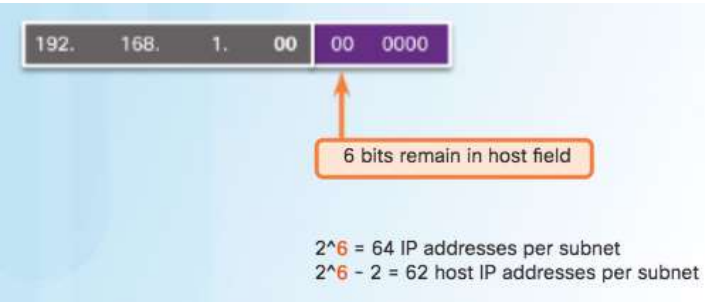 192. 168. 1. 00 00 0000
6 bits remain in host field
2^6 = 64 IP addresses per subnet
2^6 - 2 = 62 host IP addresses per subnet